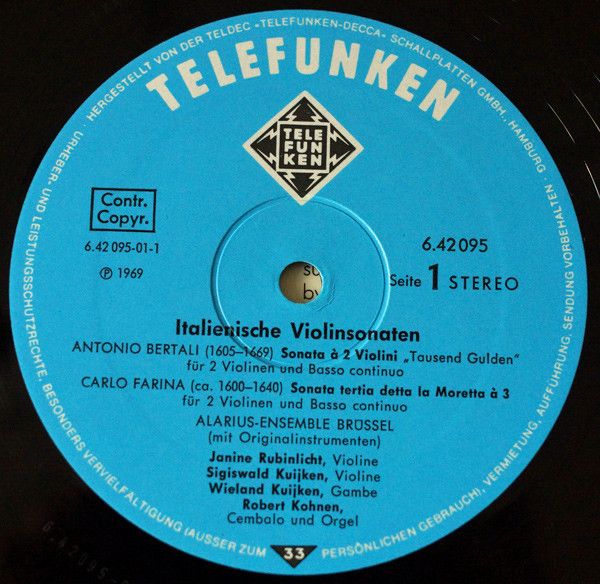 URHEBER- UND LEISTUNGSSCHUTZRECHTE, BESONDERS VERVIELFÄLTIGUNG (AUSSER ZUM PERSÖNLICHEN GEBRAUCH), VERMIETUNG, AUFFÜHRUNG, SENDUNG VORBEHALTEN
HERGESTELLT VON DER TELDEC »TELEFUNKEN-DECCA« SCHALLPLATTEN GMBH., HAMBURG
TELEFUNKEN
TELE
FUN
KEN
Contr.
Copyr.
6.42 095-01-1
Ⓟ 1969
su
by
6.42095
Seite 1 STEREO
Italienische Violinsonaten
ANTONIO BERTALI (1605–1669) Sonata à 2 Violini „Tausend Gulden“
für 2 Violinen und Basso continuo
CARLO FARINA (ca. 1600–1640) Sonata tertia detta la Moretta à 3
für 2 Violinen und Basso continuo
ALARIUS-ENSEMBLE BRÜSSEL
(mit Originalinstrumenten)
Janine Rubinlicht, Violine
Sigiswald Kuijken, Violine
Wieland Kuijken, Gambe
Robert Kohnen,
Cembalo und Orgel
33